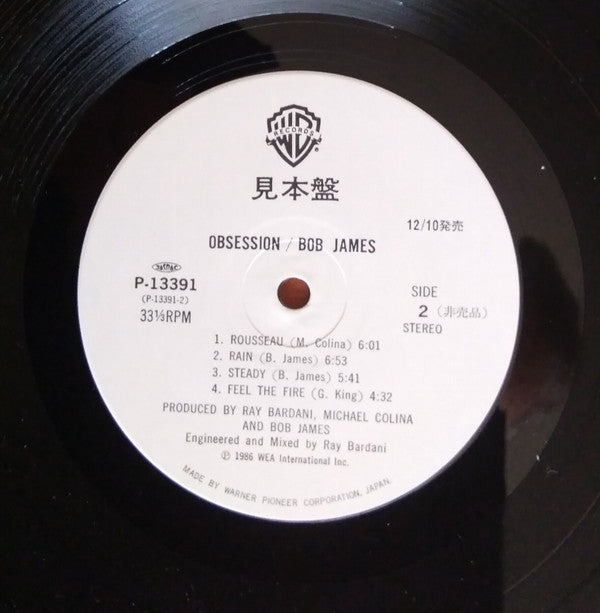 WB
RECORDS
®
見本盤
12/10発売
OBSESSION / BOB JAMES
P-13391
(P-13391-2)
33⅓RPM
SIDE
2 (非売品)
STEREO
1. ROUSSEAU (M. Colina) 6:01
2. RAIN (B. James) 6:53
3. STEADY (B. James) 5:41
4. FEEL THE FIRE (G. King) 4:32
PRODUCED BY RAY BARDANI, MICHAEL COLINA
AND BOB JAMES
Engineered and Mixed by Ray Bardani
℗ 1986 WEA International Inc.
MADE BY WARNER PIONEER CORPORATION, JAPAN.